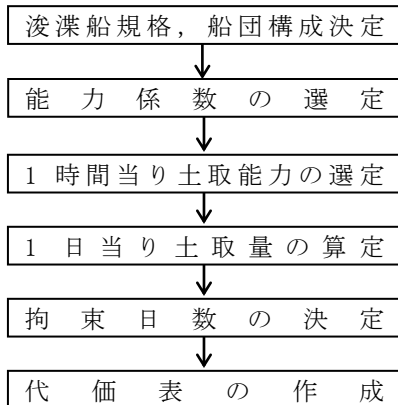 浚渫船規格，船団構成決定
能力係数の選定
1時間当り土取能力の選定
1日当り土取量の算定
拘束日数の決定
代価表の作成